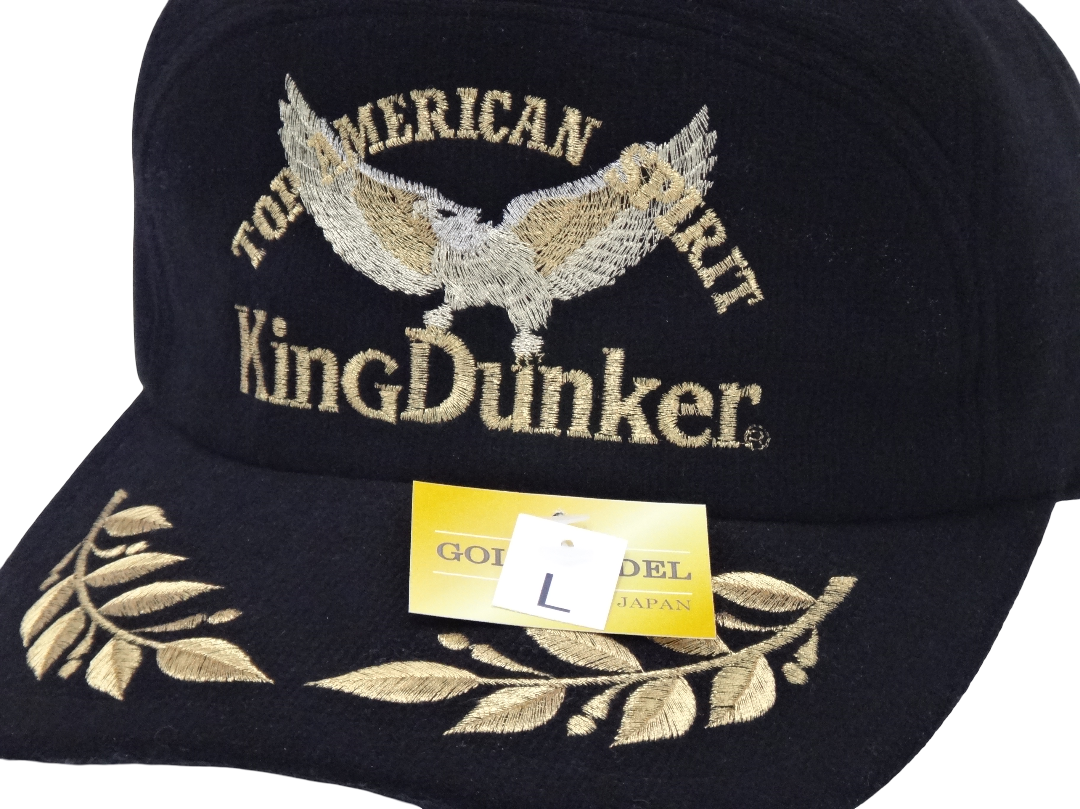 TOP AMERICAN SPIRIT
KingDunker®
L
JAPAN